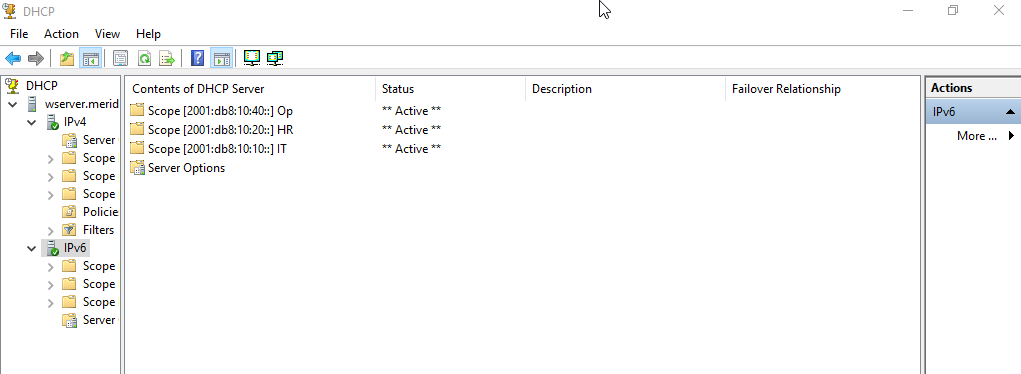 DHCP
File Action View Help
DHCP
wserver.merid
IPv4
Server
Scope
Scope
Scope
Policie
Filters
IPv6
Scope
Scope
Scope
Server
Contents of DHCP Server Status Description Failover Relationship
Scope [2001:db8:10:40::] Op ** Active **
Scope [2001:db8:10:20::] HR ** Active **
Scope [2001:db8:10:10::] IT ** Active **
Server Options
Actions
IPv6
More ...